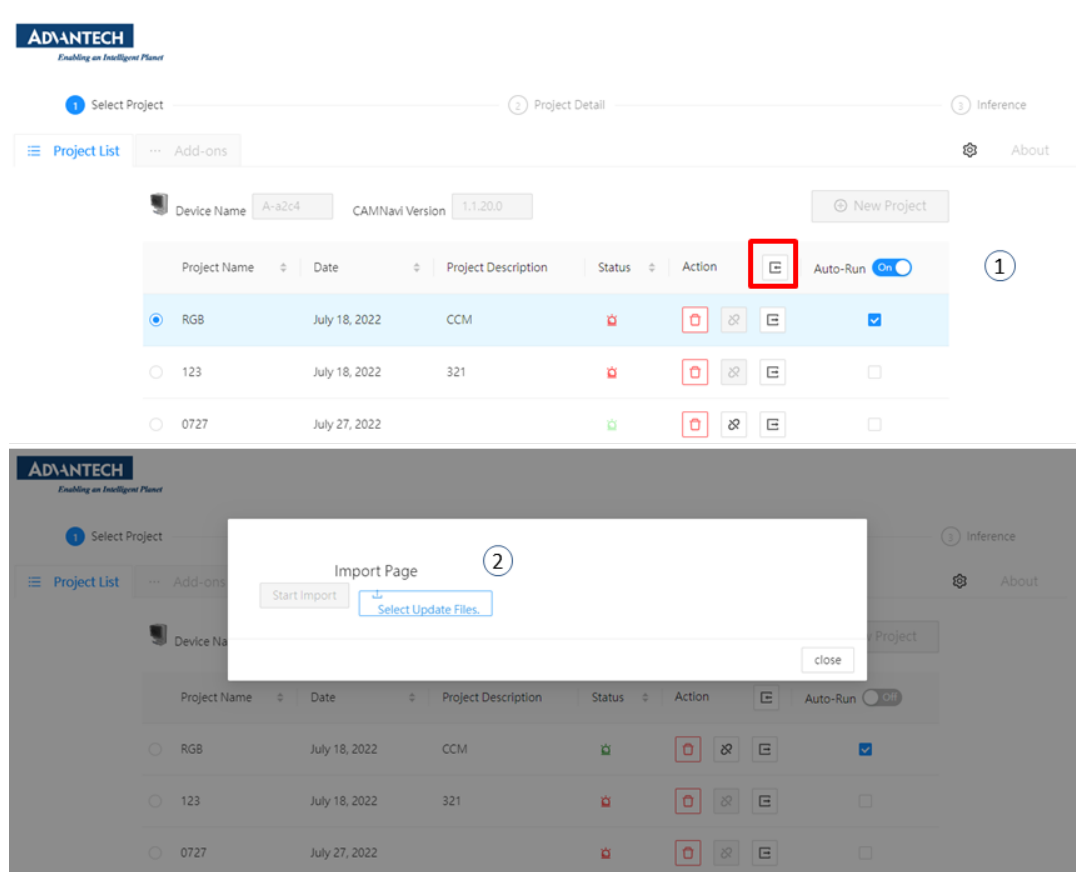 ADVANTECH
Enabling an Intelligent Planet
1 Select Project 2 Project Detail 3 Inference
Project List ··· Add-ons About
Device Name A-a2c4 CAMNavi Version 1.1.20.0 New Project
Project Name Date Project Description Status Action Auto-Run On 1
RGB July 18, 2022 CCM
123 July 18, 2022 321
0727 July 27, 2022
ADVANTECH
Enabling an Intelligent Planet
1 Select Project 3 Inference
Project List ··· Add-ons About
Import Page 2
Start Import Select Update Files.
Device Na Project
close
Project Name Date Project Description Status Action Auto-Run Off
RGB July 18, 2022 CCM
123 July 18, 2022 321
0727 July 27, 2022